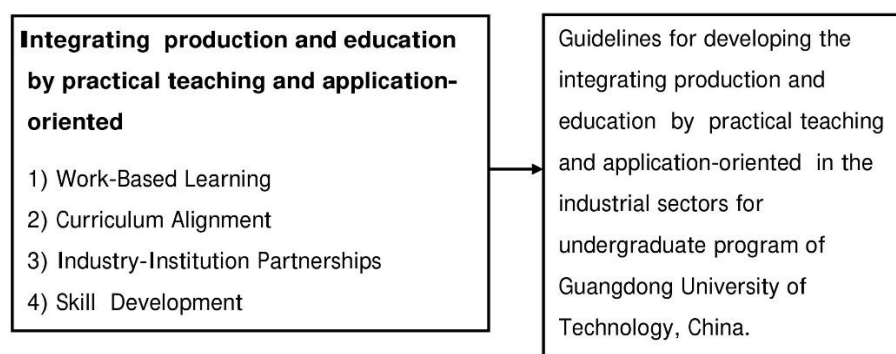 Integrating production and education
by practical teaching and application-
oriented
1) Work-Based Learning
2) Curriculum Alignment
3) Industry-Institution Partnerships
4) Skill Development
Guidelines for developing the
integrating production and
education by practical teaching
and application-oriented in the
industrial sectors for
undergraduate program of
Guangdong University of
Technology, China.